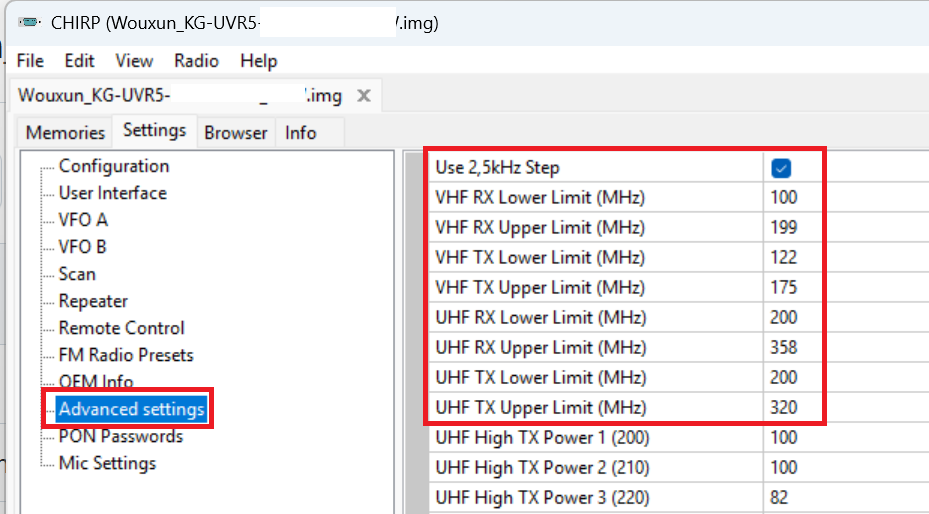 CHIRP (Wouxun_KG-UVR5- .img)
File Edit View Radio Help
Wouxun_KG-UVR5- _ .img X
Memories Settings Browser Info
Configuration
User Interface
VFO A
VFO B
Scan
Repeater
Remote Control
FM Radio Presets
OEM Info
Advanced settings
PON Passwords
Mic Settings
Use 2,5kHz Step
VHF RX Lower Limit (MHz) 100
VHF RX Upper Limit (MHz) 199
VHF TX Lower Limit (MHz) 122
VHF TX Upper Limit (MHz) 175
UHF RX Lower Limit (MHz) 200
UHF RX Upper Limit (MHz) 358
UHF TX Lower Limit (MHz) 200
UHF TX Upper Limit (MHz) 320
UHF High TX Power 1 (200) 100
UHF High TX Power 2 (210) 100
UHF High TX Power 3 (220) 82